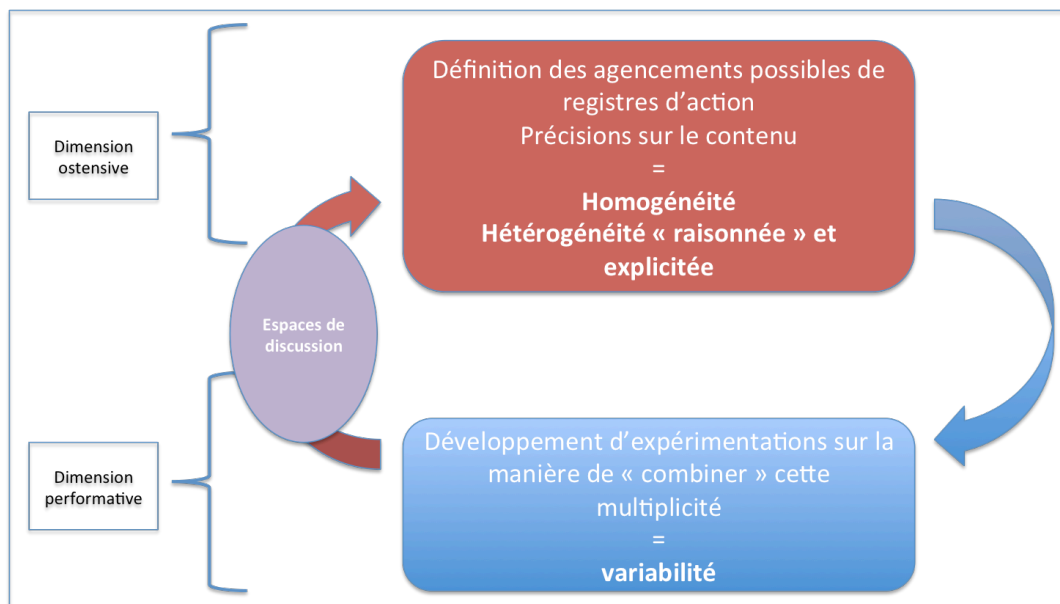 Définition des agencements possibles de
registres d’action
Précisions sur le contenu
=
Homogénéité
Hétérogénéité « raisonnée » et
explicitée
Dimension
ostensive
Espaces de
discussion
Développement d’expérimentations sur la
manière de « combiner » cette
multiplicité
=
variabilité
Dimension
performative